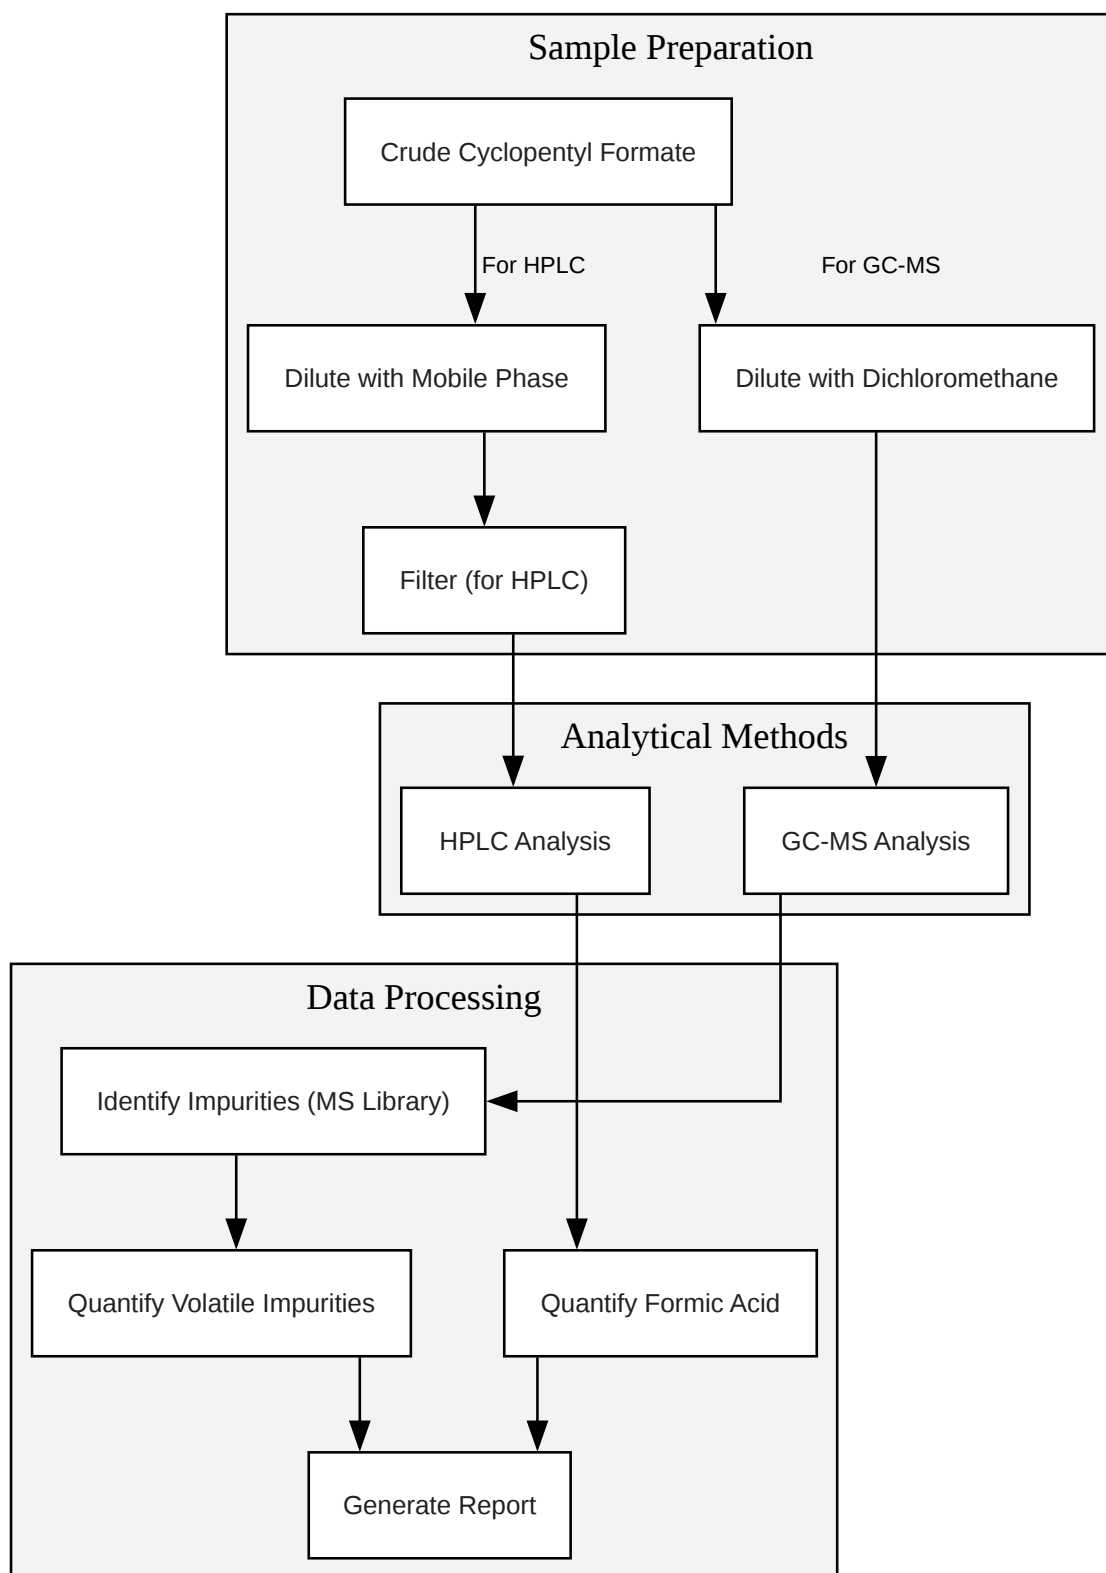 Sample Preparation
Crude Cyclopentyl Formate
For HPLC
For GC-MS
Dilute with Mobile Phase
Dilute with Dichloromethane
Filter (for HPLC)
Analytical Methods
HPLC Analysis
GC-MS Analysis
Data Processing
Identify Impurities (MS Library)
Quantify Volatile Impurities
Quantify Formic Acid
Generate Report